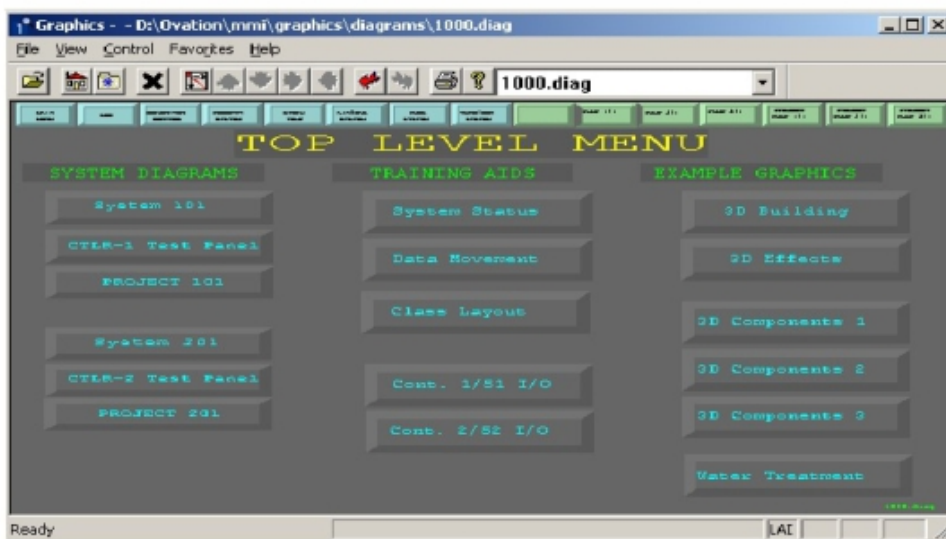 Graphics - - D:\Ovation\mmi\graphics\diagrams\1000.diag
File View Control Favorites Help
1000.diag
TOP LEVEL MENU
SYSTEM DIAGRAMS
System 101
CTLR-1 Test Panel
PROJECT 101
System 201
CTLR-2 Test Panel
PROJECT 201
TRAINING AIDS
System Status
Data Movement
Class Layout
Cont. 1/51 I/O
Cont. 2/52 I/O
EXAMPLE GRAPHICS
3D Building
3D Effects
3D Components 1
3D Components 2
3D Components 3
Water Treatment
1000.diag
Ready
LAI